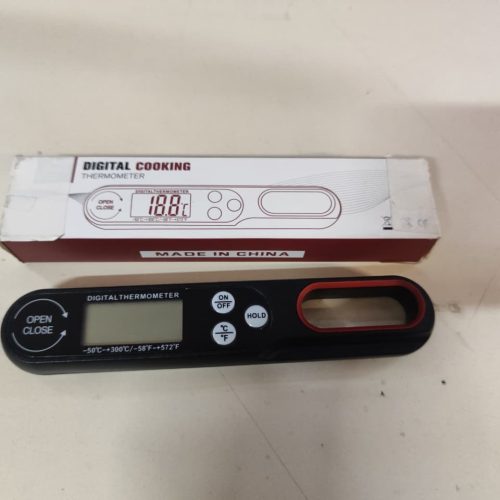 DIGITAL COOKING
THERMOMETER
DIGITALTHERMOMETER
OPEN
CLOSE
18.8℃
MADE IN CHINA
DIGITALTHERMOMETER
OPEN
CLOSE
ON
OFF
HOLD
℃
°F
-50℃-+300℃/-58°F-+572°F